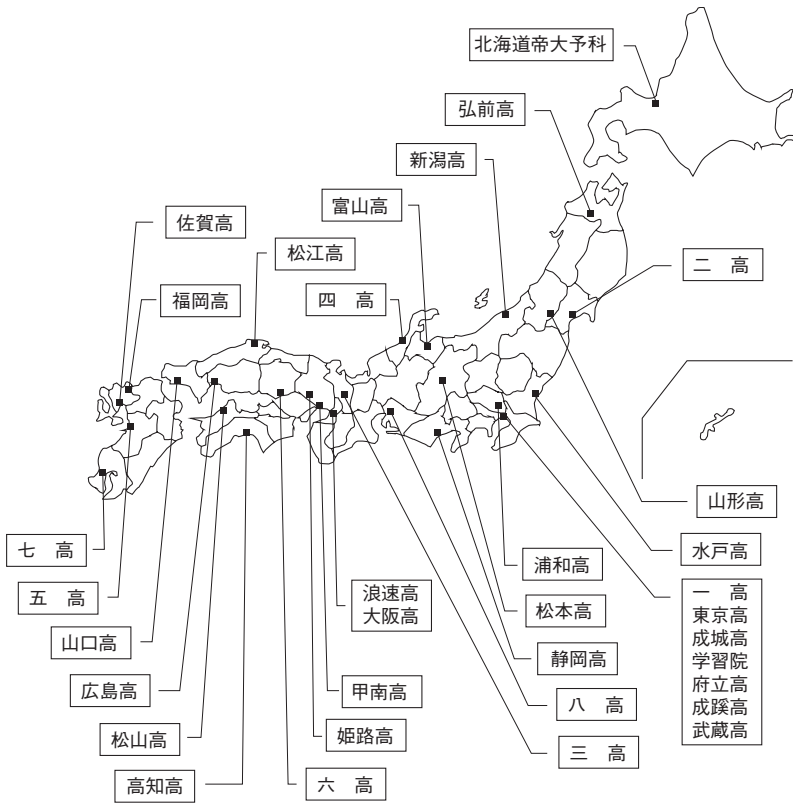 北海道帝大予科
弘前高
新潟高
富山高
佐賀高
松江高
二　高
福岡高
四　高
山形高
七　高
浦和高
水戸高
五　高
浪速高
大阪高
松本高
一　高
東京高
成城高
学習院
府立高
成蹊高
武蔵高
山口高
静岡高
広島高
甲南高
八　高
松山高
姫路高
三　高
高知高
六　高